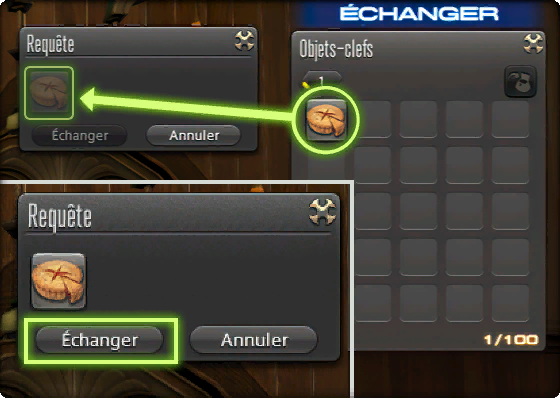 ÉCHANGER
Requête
Objets-clefs
1
Échanger
Annuler
Requête
Échanger
Annuler
1/100